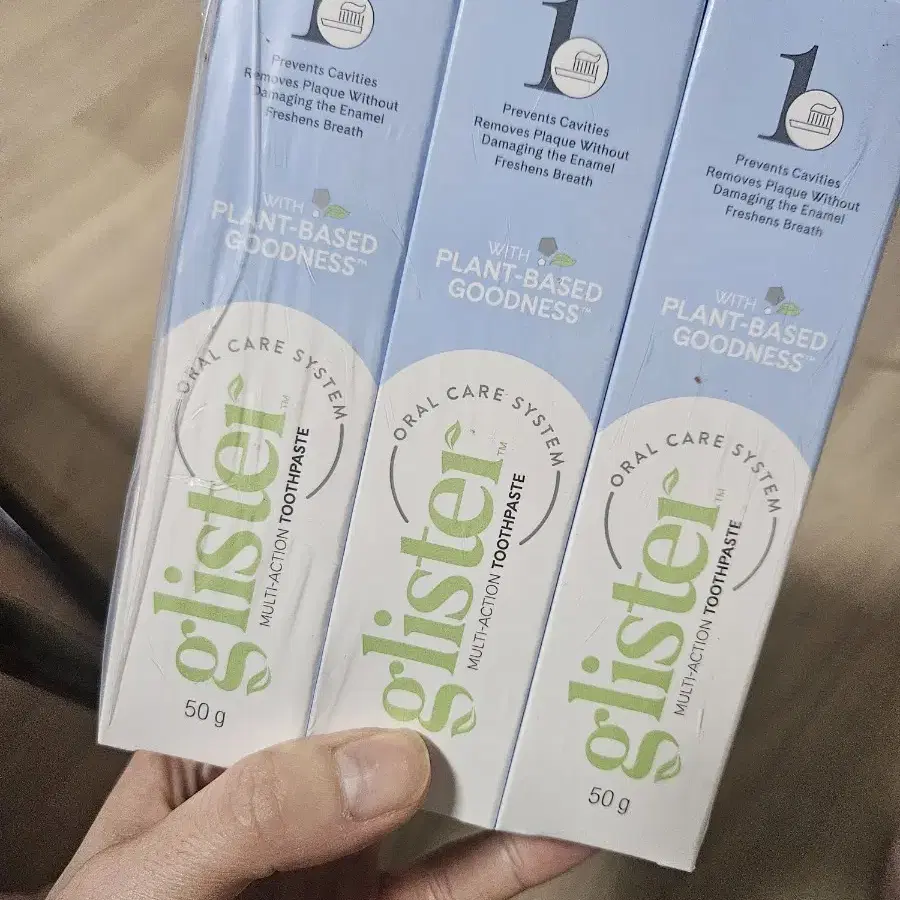 1
Prevents Cavities
Removes Plaque Without
Damaging the Enamel
Freshens Breath
WITH
PLANT-BASED
GOODNESS™
ORAL CARE SYSTEM
glister™
MULTI-ACTION TOOTHPASTE
50 g
1
Prevents Cavities
Removes Plaque Without
Damaging the Enamel
Freshens Breath
WITH
PLANT-BASED
GOODNESS™
ORAL CARE SYSTEM
glister™
MULTI-ACTION TOOTHPASTE
1
Prevents Cavities
Removes Plaque Without
Damaging the Enamel
Freshens Breath
WITH
PLANT-BASED
GOODNESS™
ORAL CARE SYSTEM
glister™
MULTI-ACTION TOOTHPASTE
50 g